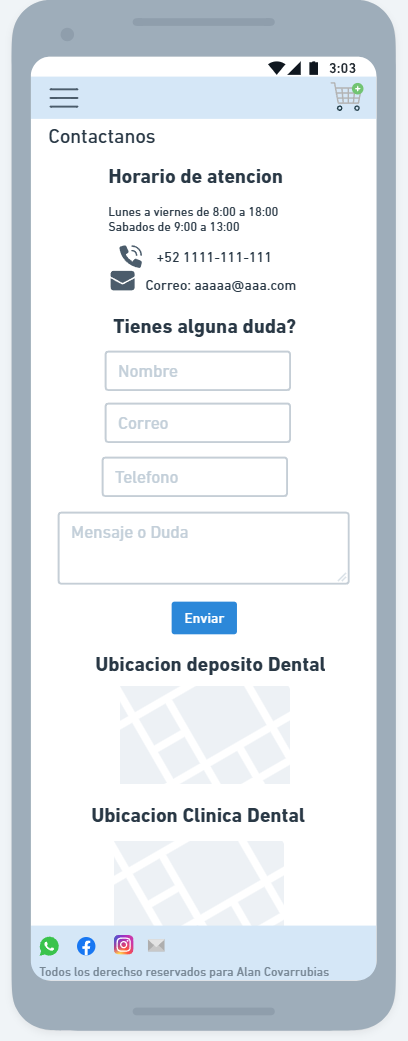 3:03
Contactanos
Horario de atencion
Lunes a viernes de 8:00 a 18:00
Sabados de 9:00 a 13:00
+52 1111-111-111
Correo: aaaaa@aaa.com
Tienes alguna duda?
Nombre
Correo
Telefono
Mensaje o Duda
Enviar
Ubicacion deposito Dental
Ubicacion Clinica Dental
Todos los derechso reservados para Alan Covarrubias